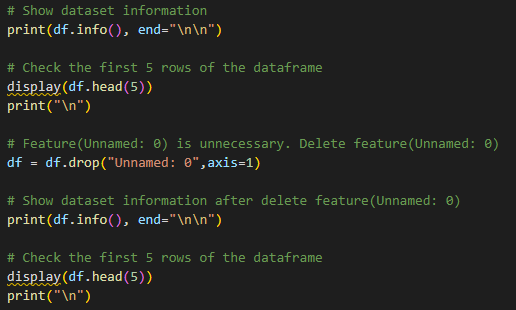 # Show dataset information
print(df.info(), end="\n\n")
# Check the first 5 rows of the dataframe
display(df.head(5))
print("\n")
# Feature(Unnamed: 0) is unnecessary. Delete feature(Unnamed: 0)
df = df.drop("Unnamed: 0",axis=1)
# Show dataset information after delete feature(Unnamed: 0)
print(df.info(), end="\n\n")
# Check the first 5 rows of the dataframe
display(df.head(5))
print("\n")